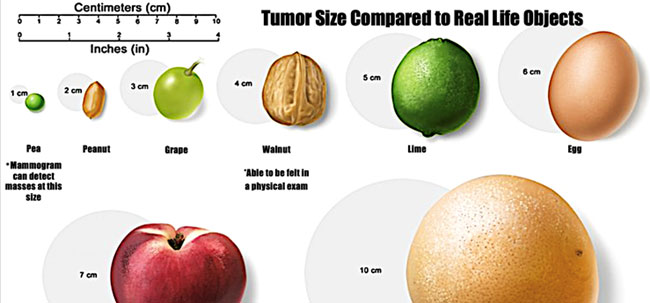 Centimeters (cm)
0 1 2 3 4 5 6 7 8 9 10
0 1 2 3 4
Inches (in)
Tumor Size Compared to Real Life Objects
1 cm
2 cm
3 cm
4 cm
5 cm
6 cm
Pea
Peanut
Grape
Walnut
Lime
Egg
*Mammogram
can detect
masses at this
size
*Able to be felt in
a physical exam
7 cm
10 cm